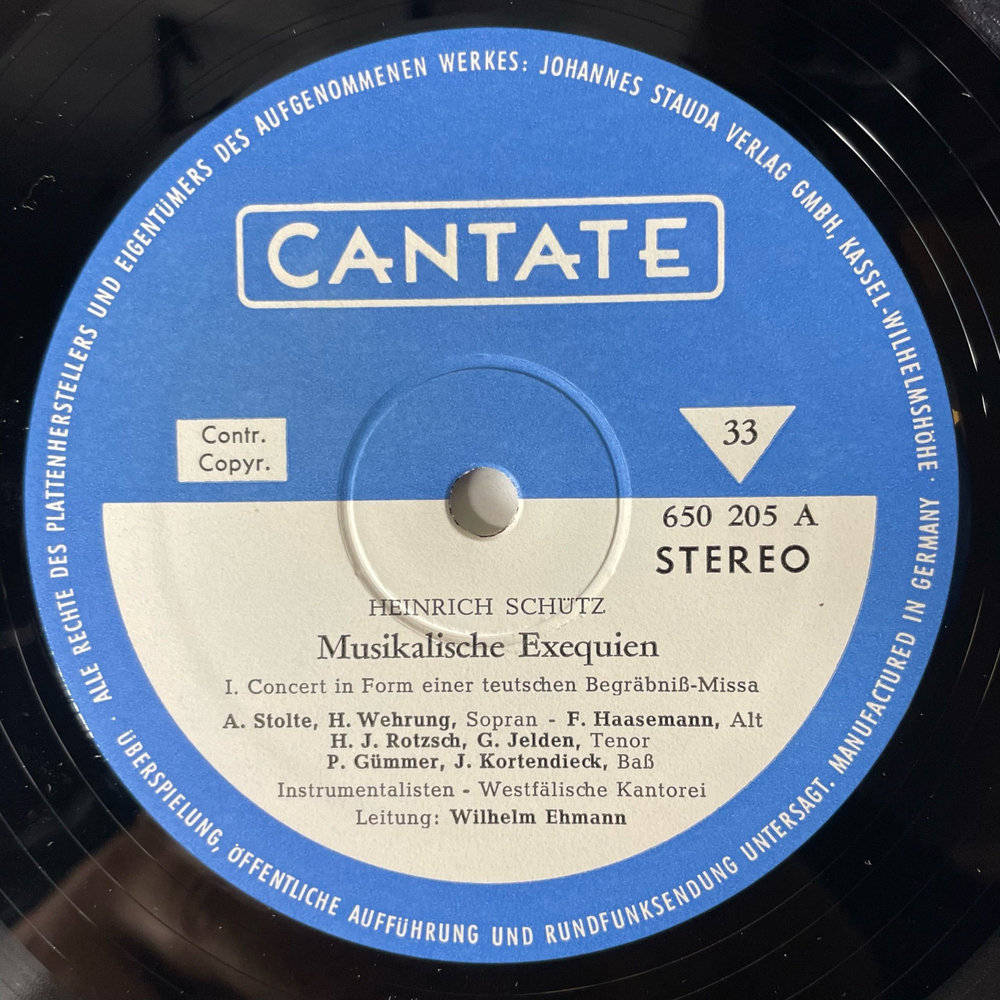 ALLE RECHTE DES PLATTENHERSTELLERS UND EIGENTÜMERS DES AUFGENOMMENEN WERKES: JOHANNES STAUDA VERLAG GMBH, KASSEL-WILHELMSHÖHE ·
CANTATE
Contr.
Copyr.
33
650 205 A
STEREO
HEINRICH SCHÜTZ
Musikalische Exequien
I. Concert in Form einer teutschen Begräbniß-Missa
A. Stolte, H. Wehrung, Sopran - F. Haasemann, Alt
H. J. Rotzsch, G. Jelden, Tenor
P. Gümmer, J. Kortendieck, Baß
Instrumentalisten - Westfälische Kantorei
Leitung: Wilhelm Ehmann
· ÜBERSPIELUNG, ÖFFENTLICHE AUFFÜHRUNG UND RUNDFUNKSENDUNG UNTERSAGT. MANUFACTURED IN GERMANY